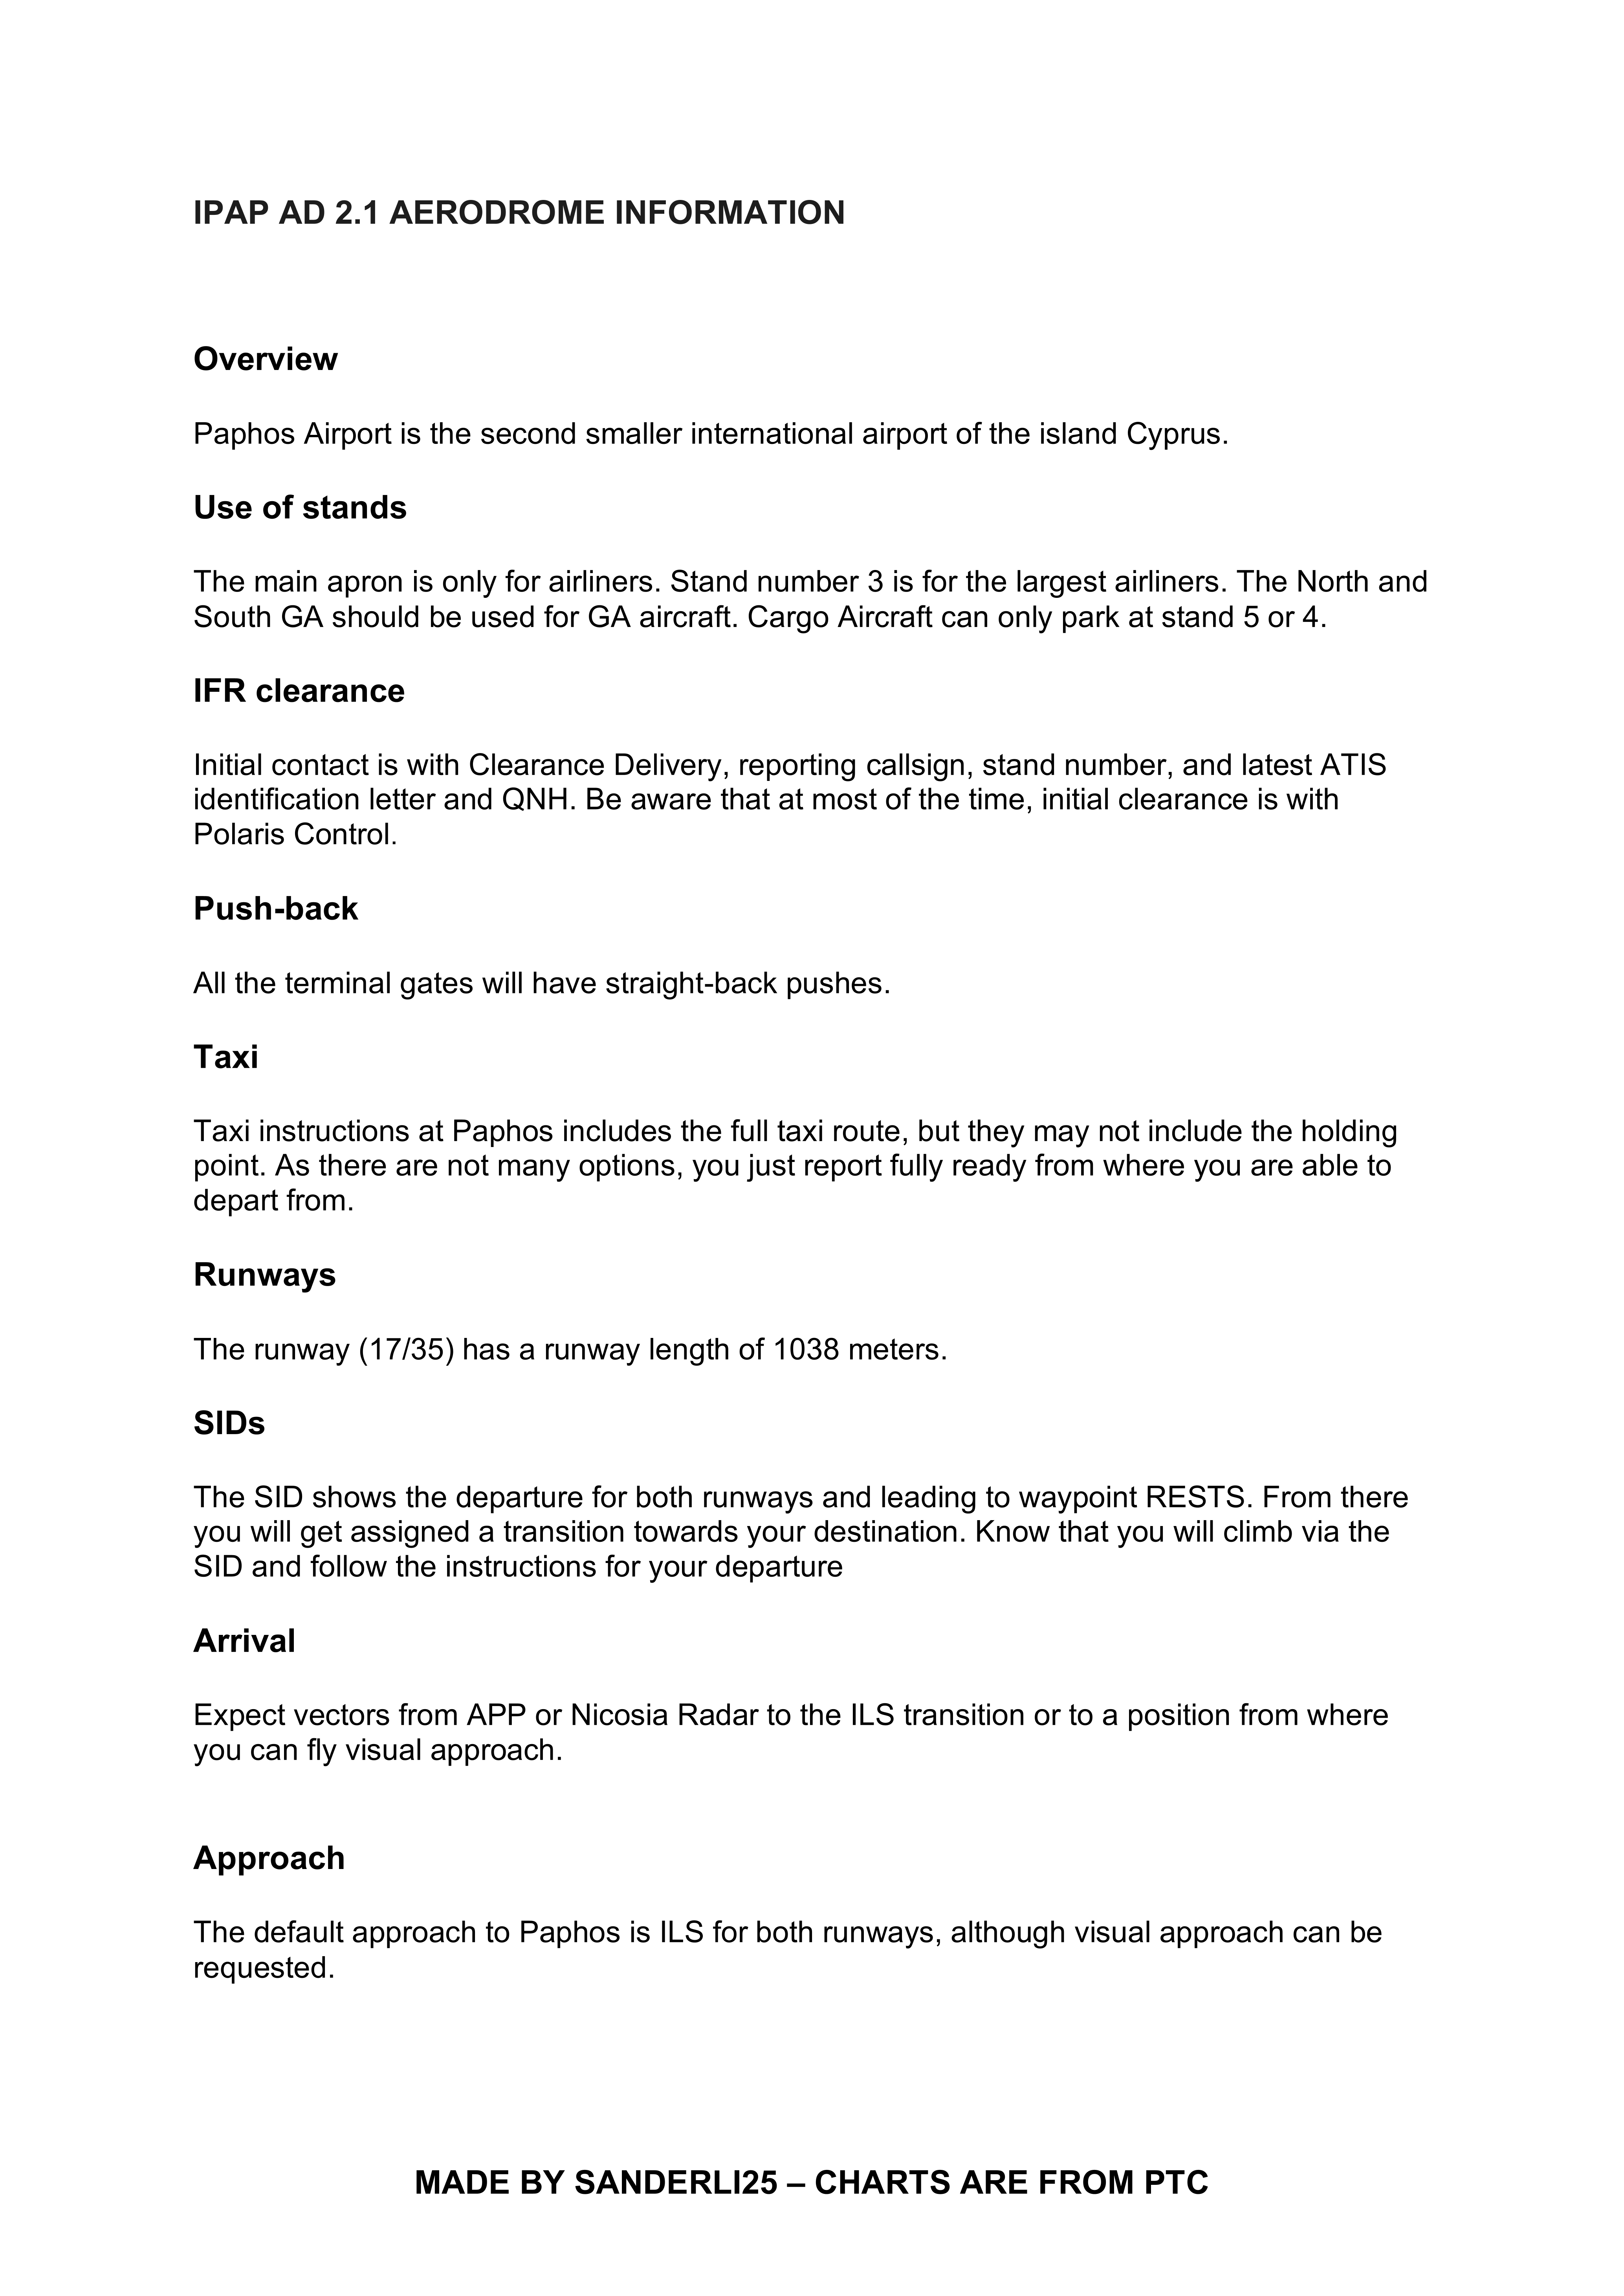 IPAP AD 2.1 AERODROME INFORMATION
Overview
Paphos Airport is the second smaller international airport of the island Cyprus.
Use of stands
The main apron is only for airliners. Stand number 3 is for the largest airliners. The North and
South GA should be used for GA aircraft. Cargo Aircraft can only park at stand 5 or 4.
IFR clearance
Initial contact is with Clearance Delivery, reporting callsign, stand number, and latest ATIS
identification letter and QNH. Be aware that at most of the time, initial clearance is with
Polaris Control.
Push-back
All the terminal gates will have straight-back pushes.
Taxi
Taxi instructions at Paphos includes the full taxi route, but they may not include the holding
point. As there are not many options, you just report fully ready from where you are able to
depart from.
Runways
The runway (17/35) has a runway length of 1038 meters.
SIDs
The SID shows the departure for both runways and leading to waypoint RESTS. From there
you will get assigned a transition towards your destination. Know that you will climb via the
SID and follow the instructions for your departure
Arrival
Expect vectors from APP or Nicosia Radar to the ILS transition or to a position from where
you can fly visual approach.
Approach
The default approach to Paphos is ILS for both runways, although visual approach can be
requested.
MADE BY SANDERLI25 – CHARTS ARE FROM PTC